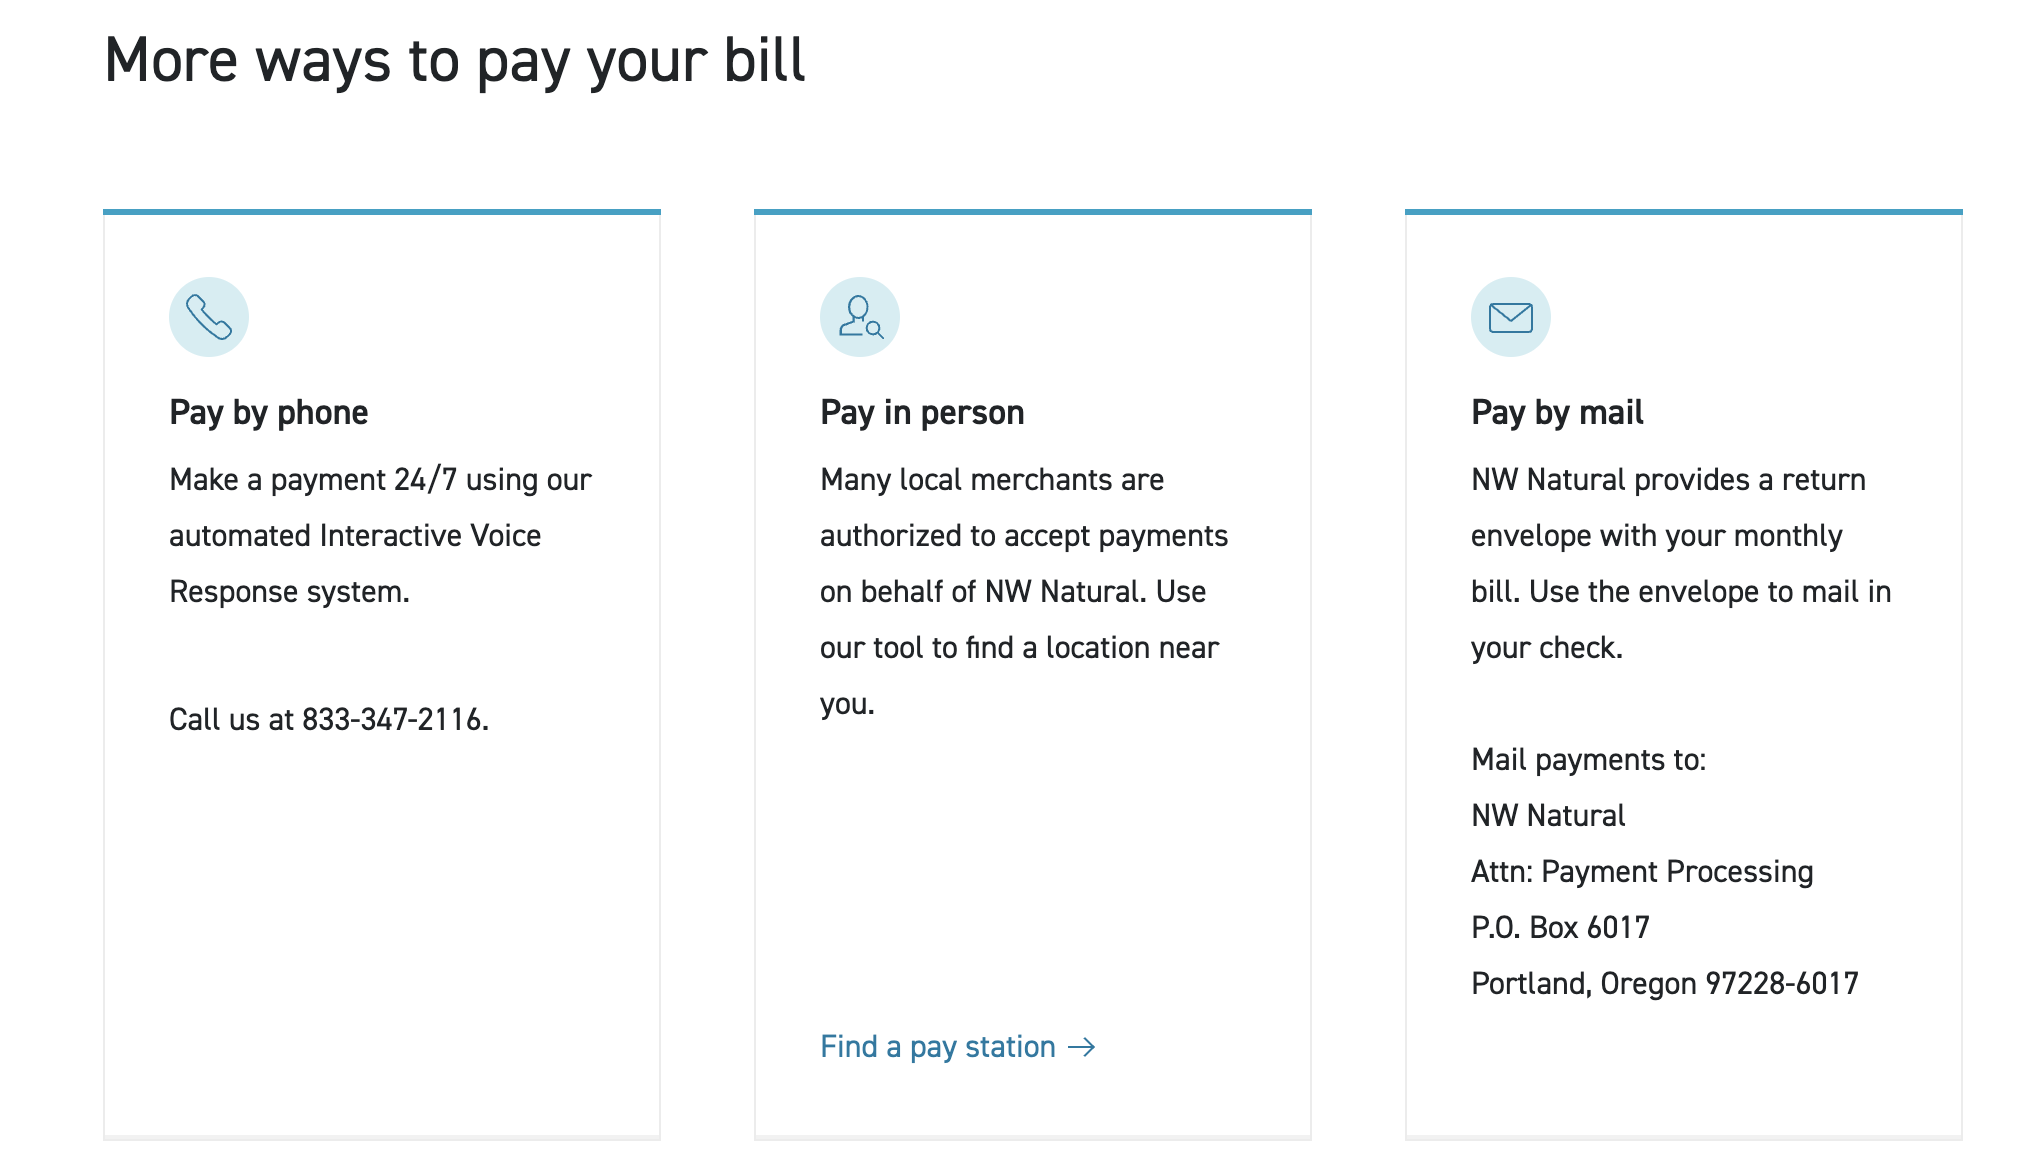 More ways to pay your bill
Pay by phone
Make a payment 24/7 using our
automated Interactive Voice
Response system.
Call us at 833-347-2116.
Pay in person
Many local merchants are
authorized to accept payments
on behalf of NW Natural. Use
our tool to find a location near
you.
Find a pay station →
Pay by mail
NW Natural provides a return
envelope with your monthly
bill. Use the envelope to mail in
your check.
Mail payments to:
NW Natural
Attn: Payment Processing
P.O. Box 6017
Portland, Oregon 97228-6017